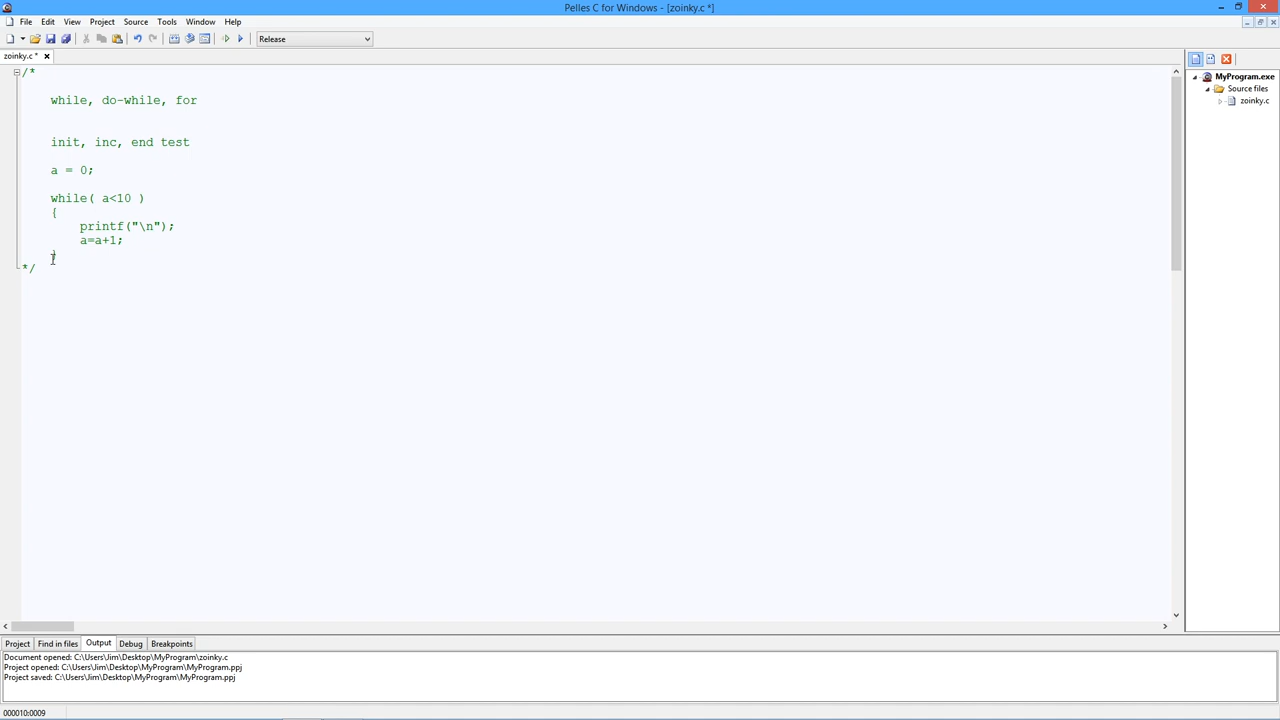 Pelles C for Windows - [zoinky.c *]
File Edit View Project Source Tools Window Help
Release
zoinky.c *
/*
while, do-while, for
init, inc, end test
a = 0;
while( a<10 )
{
printf("\n");
a=a+1;
}
*/
MyProgram.exe
Source files
zoinky.c
Project Find in files Output Debug Breakpoints
Document opened: C:\Users\Jim\Desktop\MyProgram\zoinky.c
Project opened: C:\Users\Jim\Desktop\MyProgram\MyProgram.ppj
Project saved: C:\Users\Jim\Desktop\MyProgram\MyProgram.ppj
000010:0009